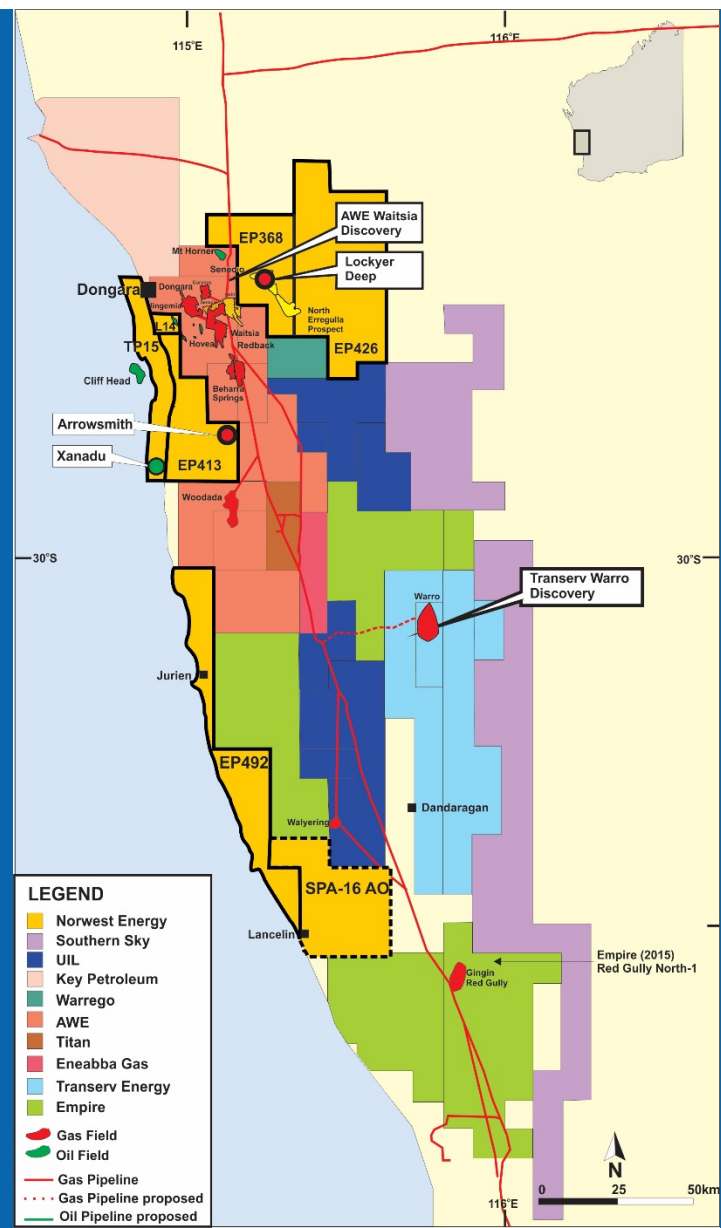 115°E
116°E
AWE Waitsia
Discovery
EP368
Mt Horner
Senecio
Lockyer
Deep
Dongara
Dongara
North
Erregulla
Prospect
L14
Hovea
Waitsia
Redback
TP15
EP426
Cliff Head
Beharra
Springs
Arrowsmith
Xanadu
EP413
Woodada
30°S
30°S
Transerv Warro
Discovery
Warro
Jurien
EP492
Dandaragan
Walyering
SPA-16 AO
Lancelin
Empire (2015)
Red Gully North-1
Gingin
Red Gully
LEGEND
Norwest Energy
Southern Sky
UIL
Key Petroleum
Warrego
AWE
Titan
Eneabba Gas
Transerv Energy
Empire
Gas Field
Oil Field
Gas Pipeline
Gas Pipeline proposed
Oil Pipeline proposed
N
0 25 50km
116°E